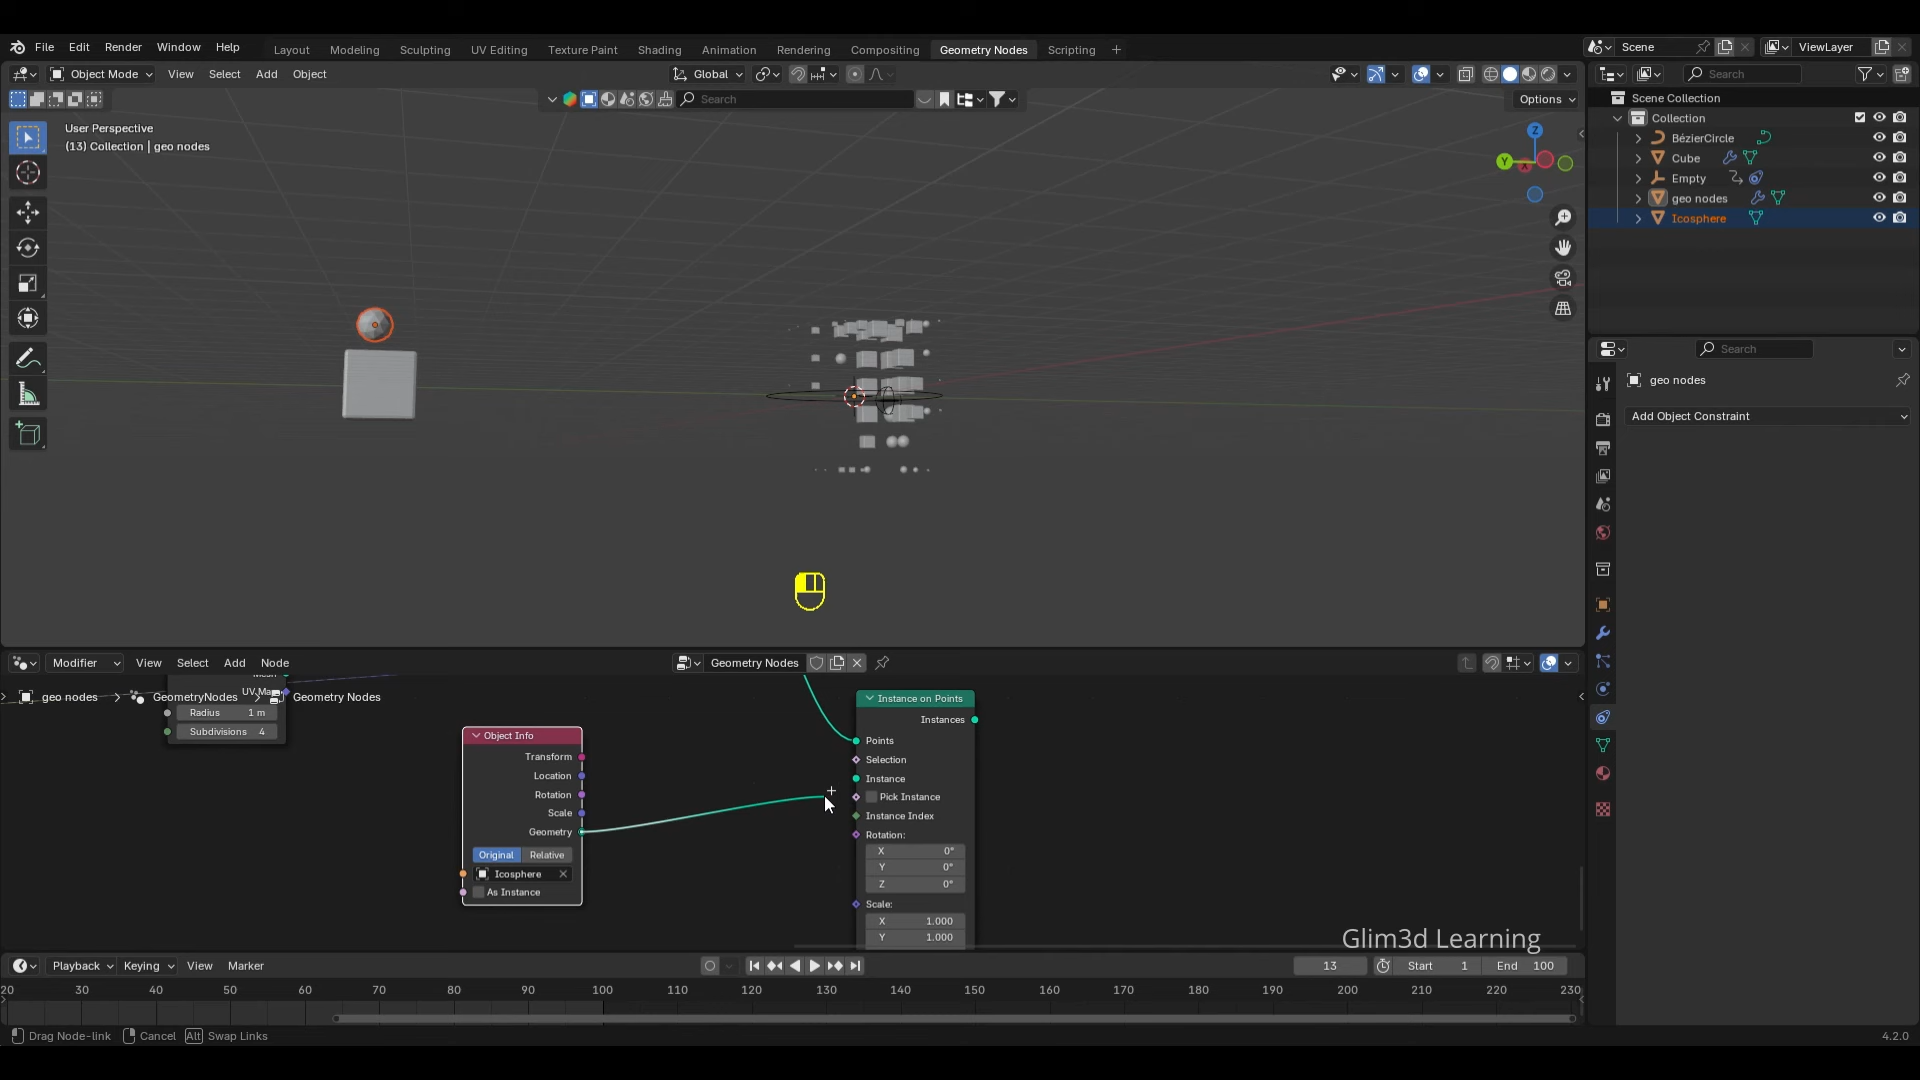 File Edit Render Window Help Layout Modeling Sculpting UV Editing Texture Paint Shading Animation Rendering Compositing Geometry Nodes Scripting + Scene ViewLayer
Object Mode View Select Add Object Global Search
Search Options
User Perspective
(13) Collection | geo nodes
Z
Y
X
Scene Collection
Collection
BézierCircle
Cube
Empty
geo nodes
Icosphere
Search
geo nodes
Add Object Constraint
Modifier View Select Add Node Geometry Nodes
geo nodes > GeometryNodes > Geometry Nodes
Mesh
UV Map
Radius 1 m
Subdivisions 4
Object Info
Transform
Location
Rotation
Scale
Geometry
Original Relative
Icosphere
As Instance
Instance on Points
Instances
Points
Selection
Instance
Pick Instance
Instance Index
Rotation:
X 0°
Y 0°
Z 0°
Scale:
X 1.000
Y 1.000
Glim3d Learning
Playback Keying View Marker 13 Start 1 End 100
20 30 40 50 60 70 80 90 100 110 120 130 140 150 160 170 180 190 200 210 220 230
Drag Node-link Cancel Alt Swap Links 4.2.0